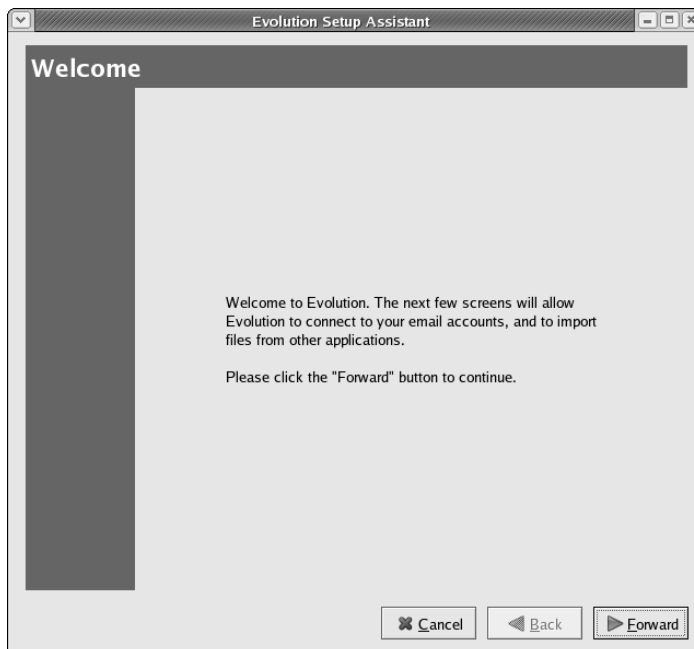 Evolution Setup Assistant
Welcome
Welcome to Evolution. The next few screens will allow
Evolution to connect to your email accounts, and to import
files from other applications.
Please click the "Forward" button to continue.
Cancel Back Forward